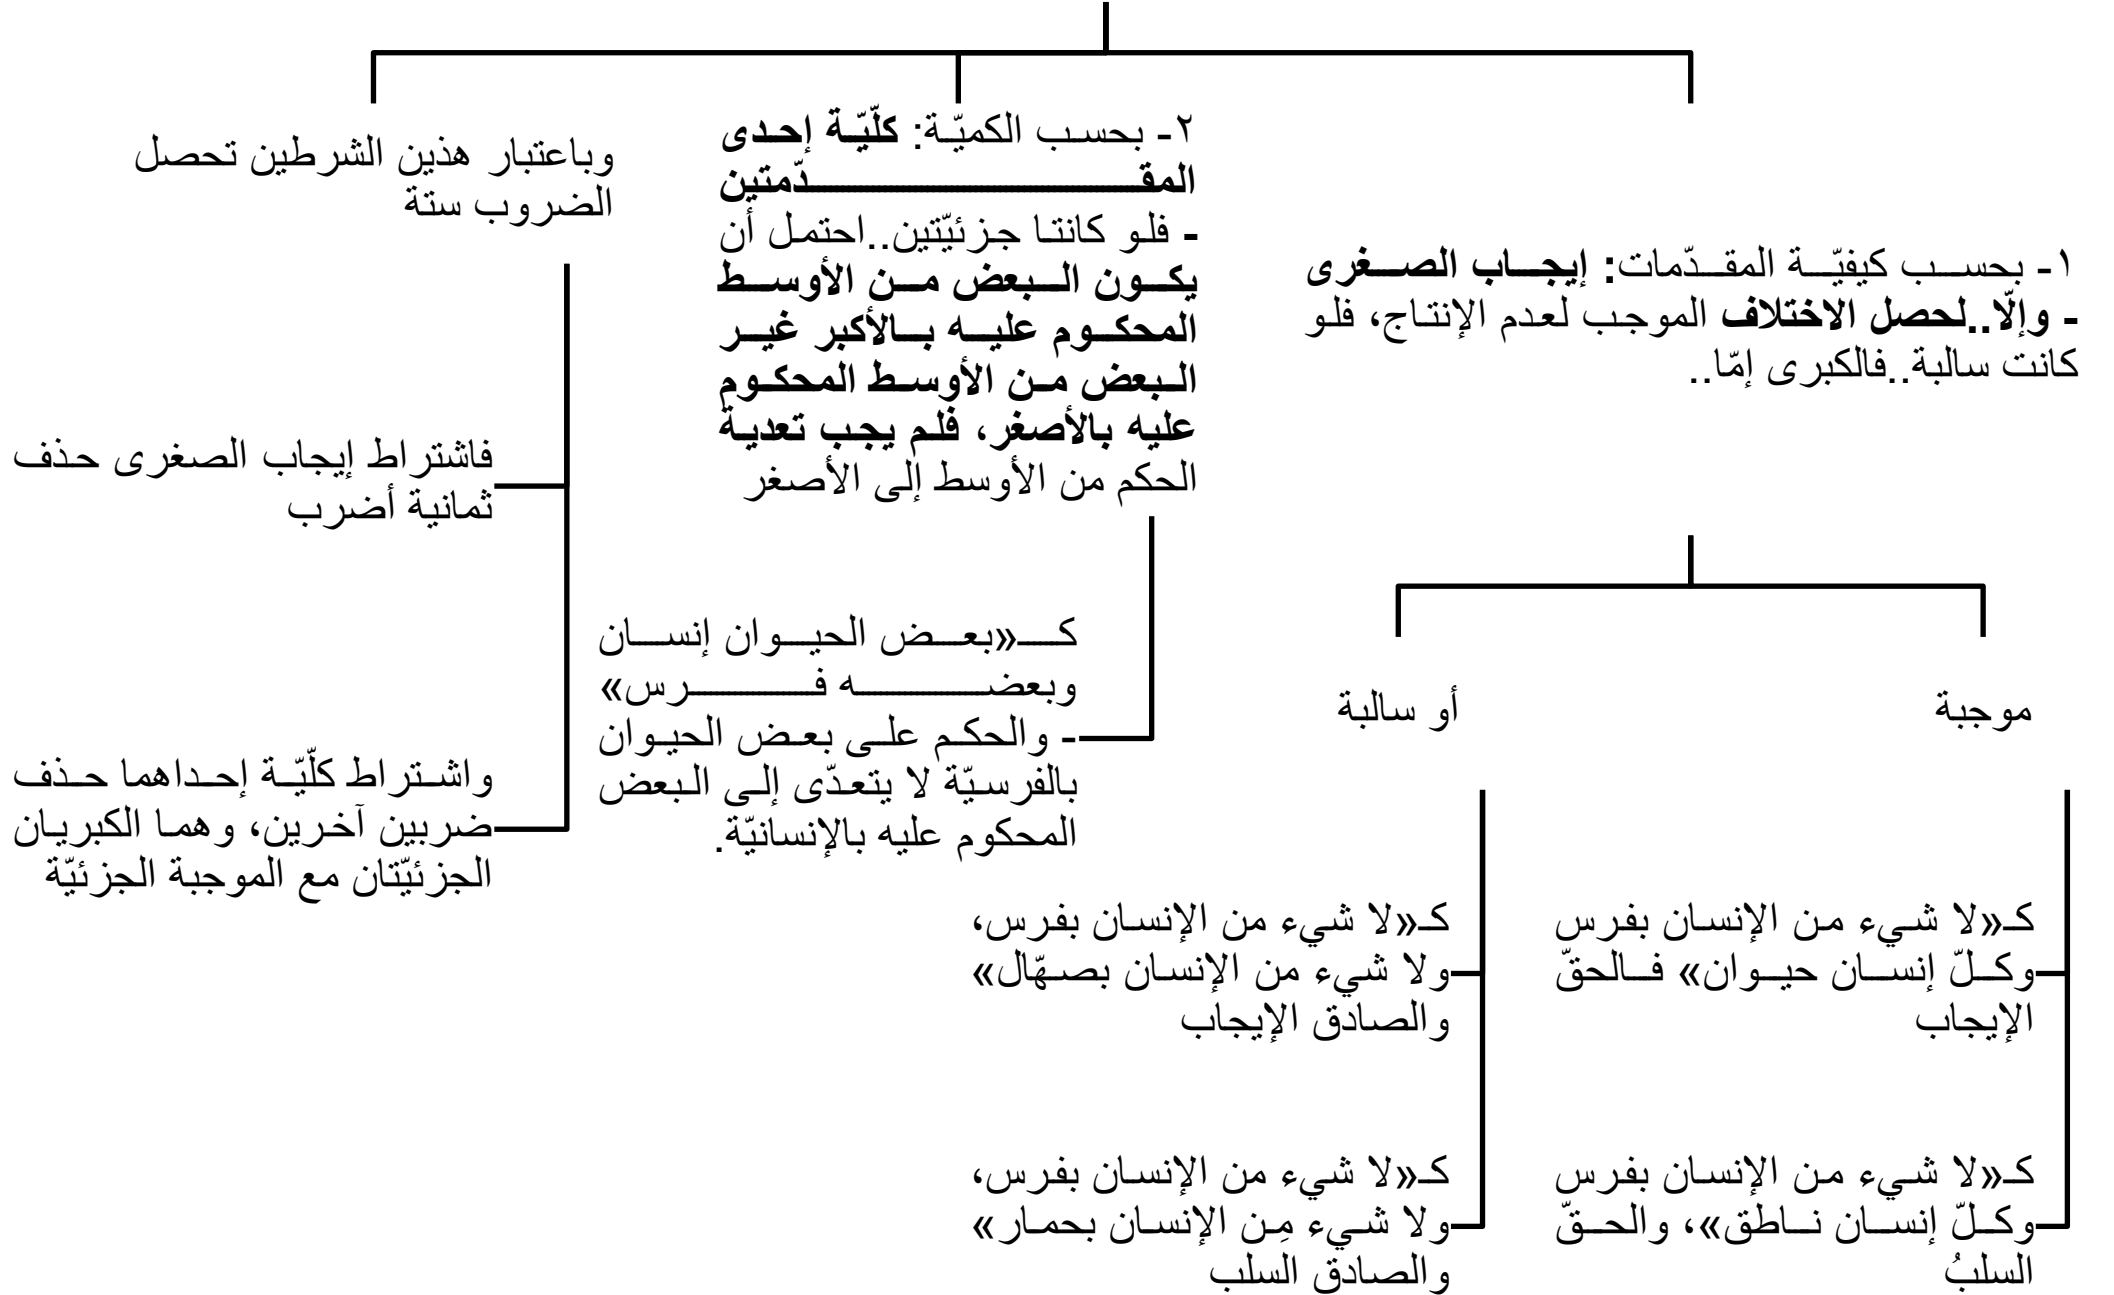 ١- بحسب كيفيّة المقدّمات: إيجاب الصغرى
- وإلّا..لحصل الاختلاف الموجب لعدم الإنتاج، فلو
كانت سالبة..فالكبرى إمّا..
موجبة
كـ«لا شيء من الإنسان بفرس
وكلّ إنسان حيوان» فالحقّ
الإيجاب
كـ«لا شيء من الإنسان بفرس
وكلّ إنسان ناطق»، والحقّ
السلبُ
أو سالبة
كـ«لا شيء من الإنسان بفرس،
ولا شيء من الإنسان بصهّال»
والصادق الإيجاب
كـ«لا شيء من الإنسان بفرس،
ولا شيء مِن الإنسان بحمار»
والصادق السلب
٢- بحسب الكميّة: كلّيّة إحدى
المقدّمتين
- فلو كانتا جزئيّتين..احتمل أن
يكون البعض من الأوسط
المحكوم عليه بالأكبر غير
البعض من الأوسط المحكوم
عليه بالأصغر، فلم يجب تعدية
الحكم من الأوسط إلى الأصغر
كـ«بعض الحيوان إنسان
وبعضه فرس»
- والحكم على بعض الحيوان
بالفرسيّة لا يتعدّى إلى البعض
المحكوم عليه بالإنسانيّة.
وباعتبار هذين الشرطين تحصل
الضروب ستة
فاشتراط إيجاب الصغرى حذف
ثمانية أضرب
واشتراط كلّيّة إحداهما حذف
ضربين آخرين، وهما الكبريان
الجزئيّتان مع الموجبة الجزئيّة